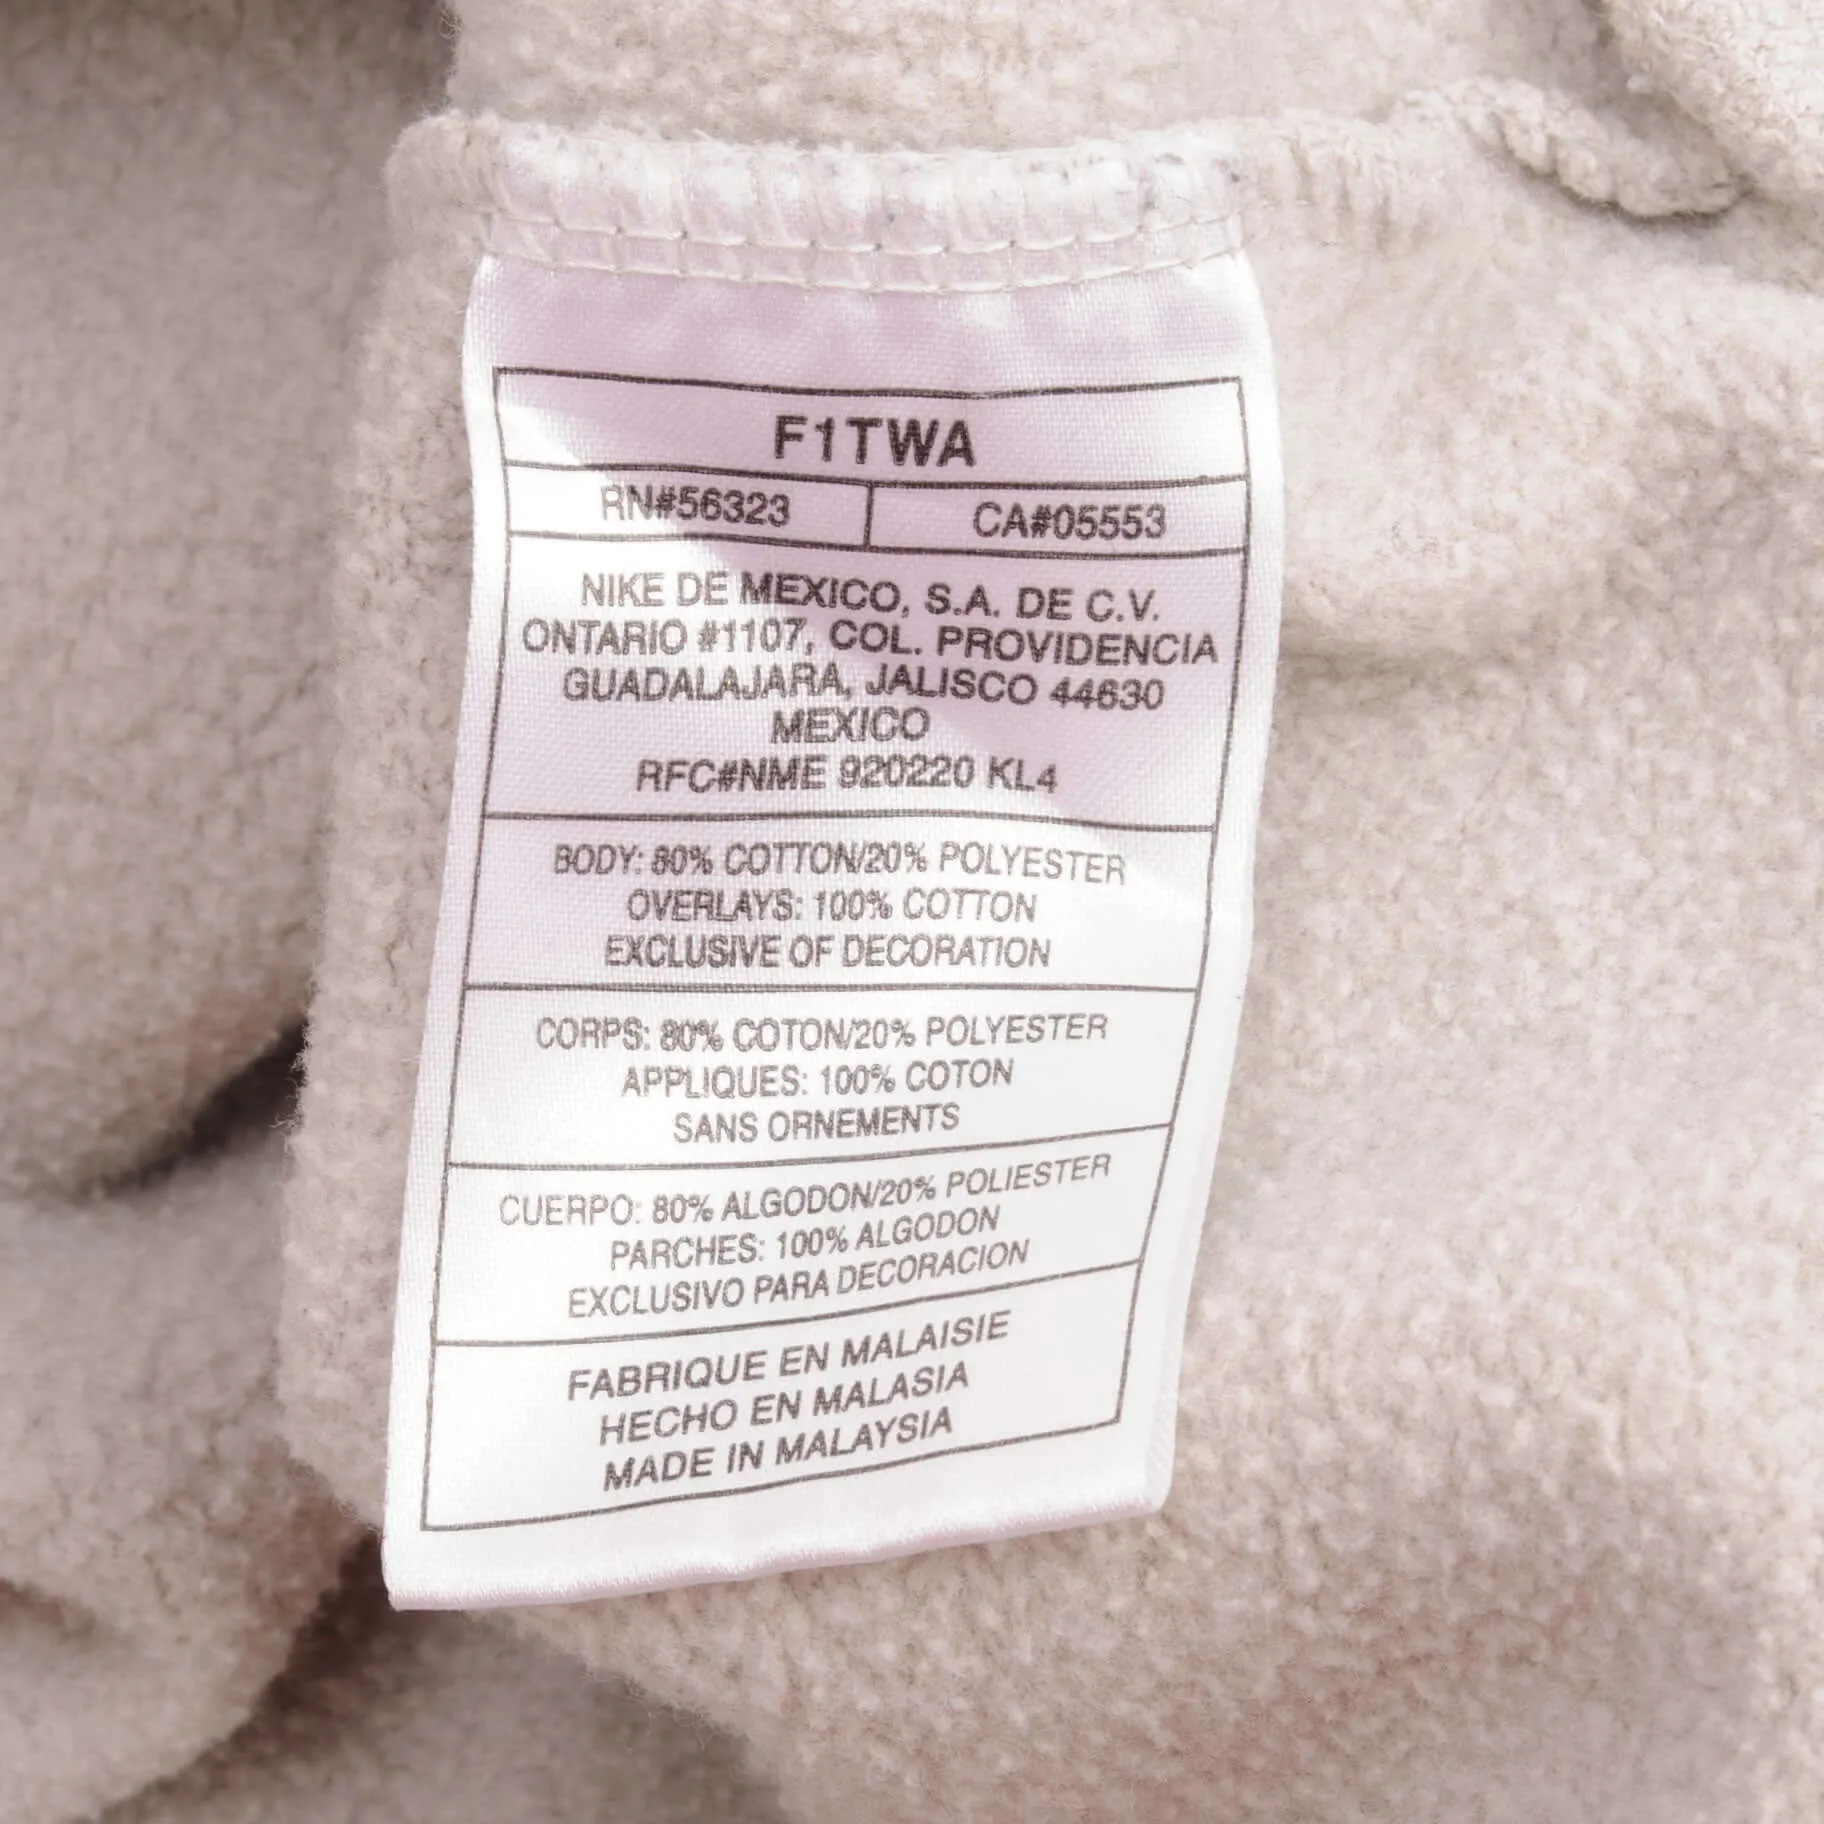 F1TWA
RN#56323 CA#05553
NIKE DE MEXICO, S.A. DE C.V.
ONTARIO #1107, COL. PROVIDENCIA
GUADALAJARA, JALISCO 44630
MEXICO
RFC#NME 920220 KL4
BODY: 80% COTTON/20% POLYESTER
OVERLAYS: 100% COTTON
EXCLUSIVE OF DECORATION
CORPS: 80% COTON/20% POLYESTER
APPLIQUES: 100% COTON
SANS ORNEMENTS
CUERPO: 80% ALGODON/20% POLIESTER
PARCHES: 100% ALGODON
EXCLUSIVO PARA DECORACION
FABRIQUE EN MALAISIE
HECHO EN MALASIA
MADE IN MALAYSIA